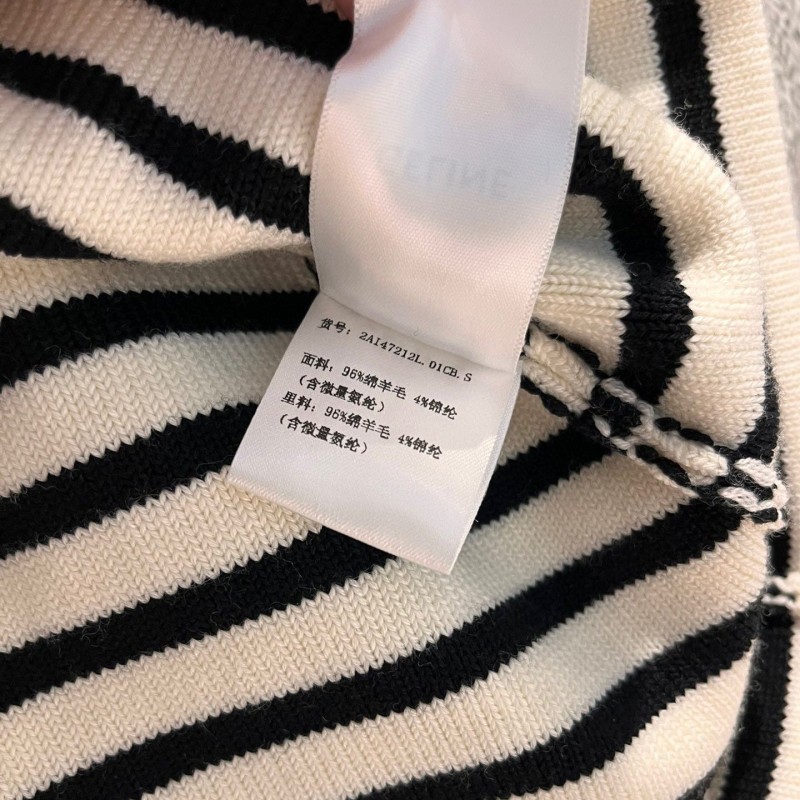 CELINE
货号: 2AI47212L.01CB.S
面料: 96%绵羊毛 4%锦纶
(含微量氨纶)
里料: 96%绵羊毛 4%锦纶
(含微量氨纶)